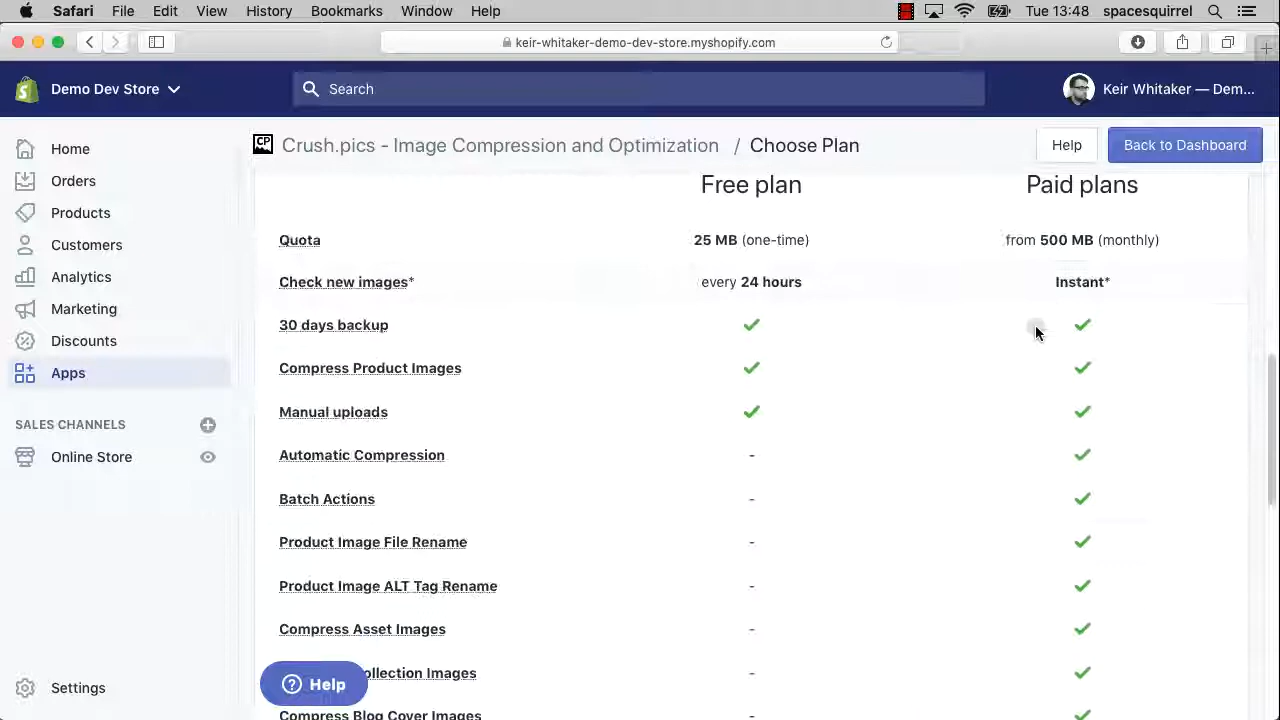 Safari File Edit View History Bookmarks Window Help Tue 13:48 spacesquirrel
keir-whitaker-demo-dev-store.myshopify.com
Demo Dev Store Search Keir Whitaker — Dem...
CP Crush.pics - Image Compression and Optimization / Choose Plan Help Back to Dashboard
Home
Orders
Products
Customers
Analytics
Marketing
Discounts
Apps
SALES CHANNELS
Online Store
Settings
Free plan Paid plans
Quota 25 MB (one-time) from 500 MB (monthly)
Check new images* every 24 hours Instant*
30 days backup
Compress Product Images
Manual uploads
Automatic Compression -
Batch Actions -
Product Image File Rename -
Product Image ALT Tag Rename -
Compress Asset Images -
ollection Images -
Compress Blog Cover Images -
Help